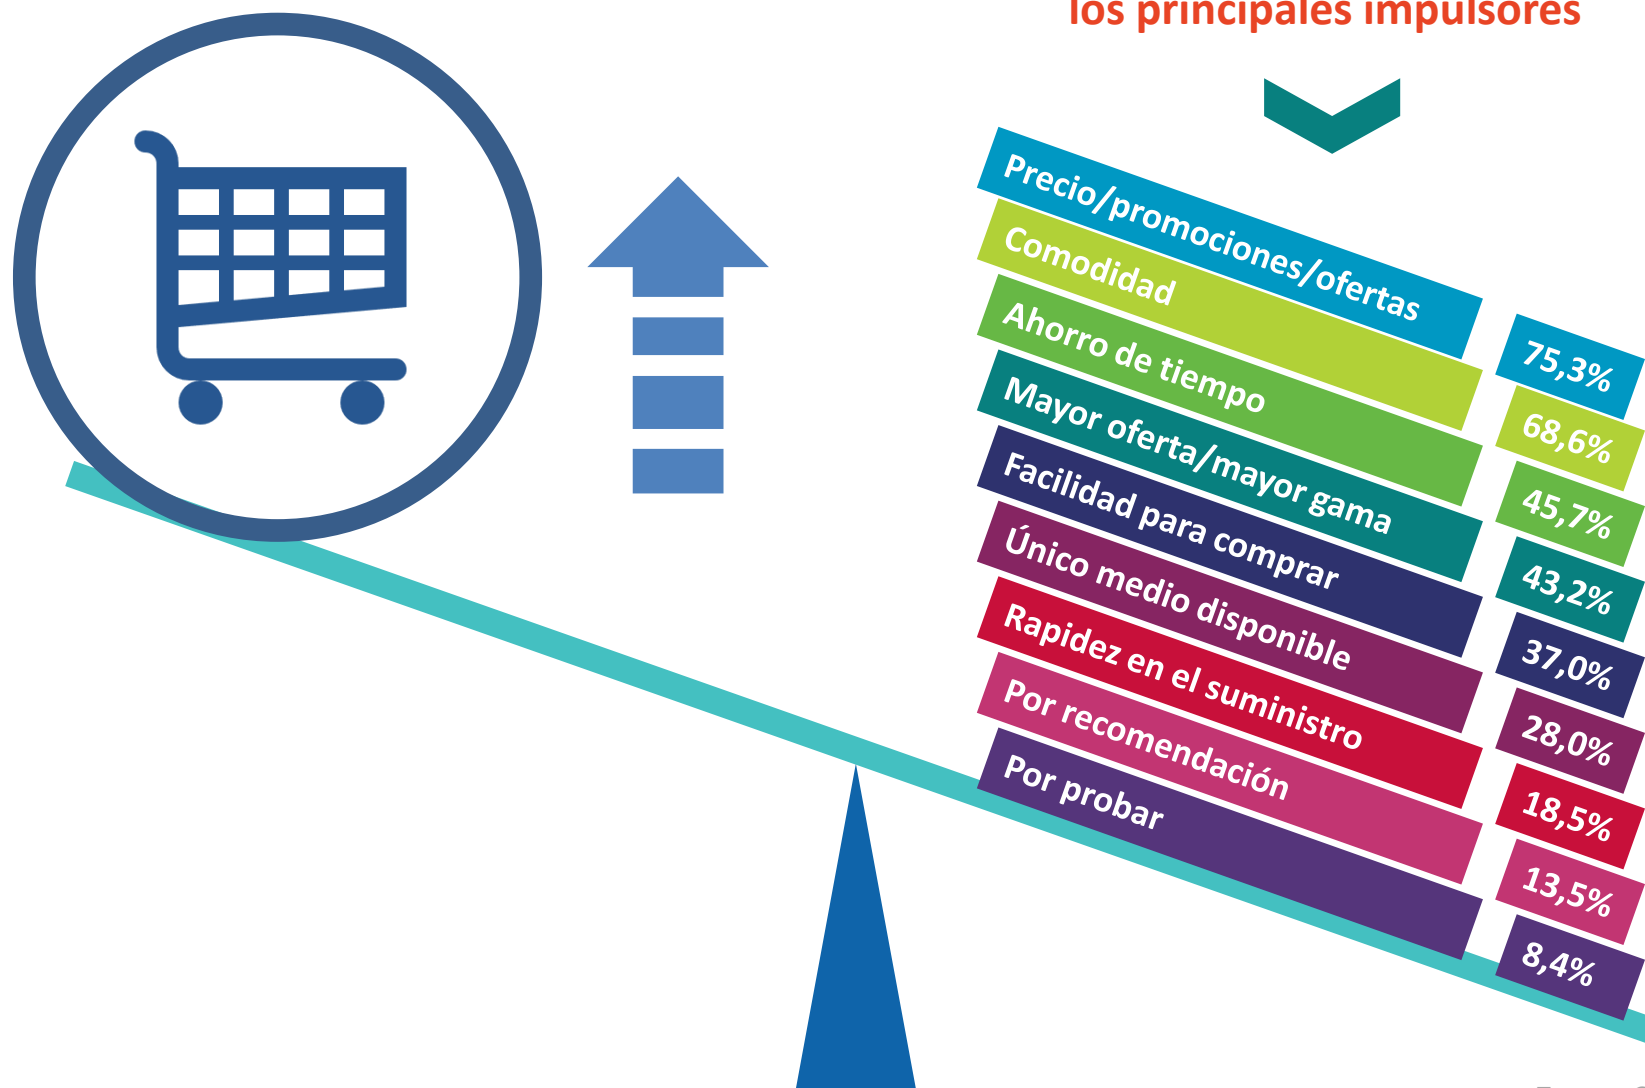 los principales impulsores
Precio/promociones/ofertas 75,3%
Comodidad 68,6%
Ahorro de tiempo 45,7%
Mayor oferta/mayor gama 43,2%
Facilidad para comprar 37,0%
Único medio disponible 28,0%
Rapidez en el suministro 18,5%
Por recomendación 13,5%
Por probar 8,4%